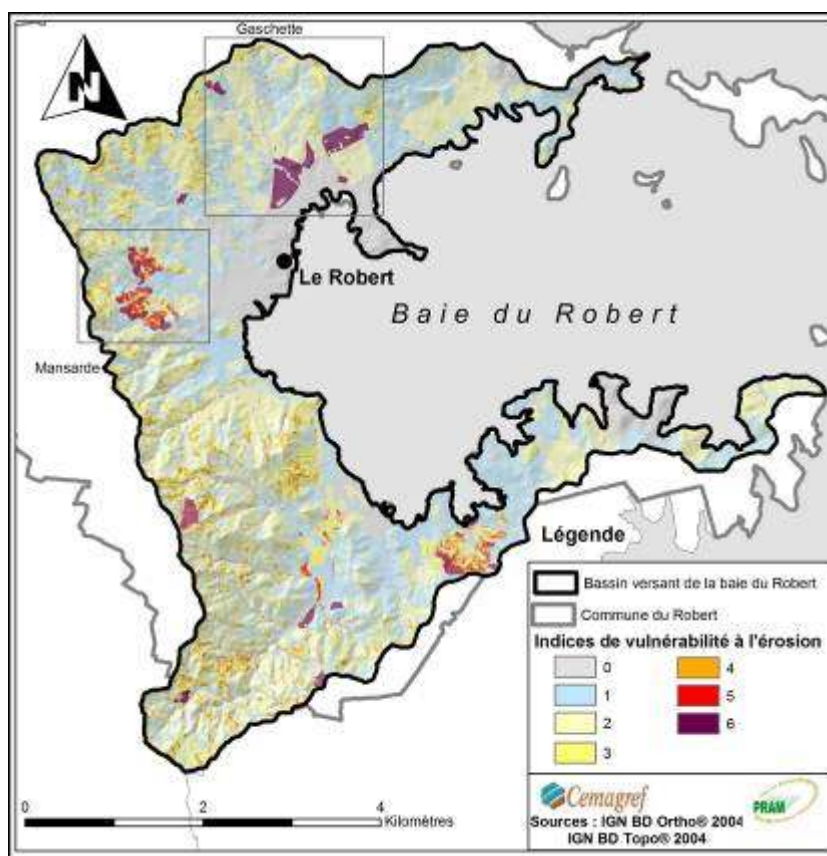 Gaschette
N
Le Robert
Baie du Robert
Mansarde
Légende
Bassin versant de la baie du Robert
Commune du Robert
Indices de vulnérabilité à l'érosion
0 4
1 5
2 6
3
0 2 4
Kilomètres
Cemagref PRAM
Sources : IGN BD Ortho® 2004
IGN BD Topo® 2004